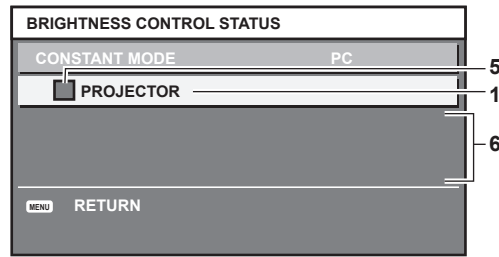 BRIGHTNESS CONTROL STATUS
CONSTANT MODE PC
5
PROJECTOR 1
6
MENU RETURN